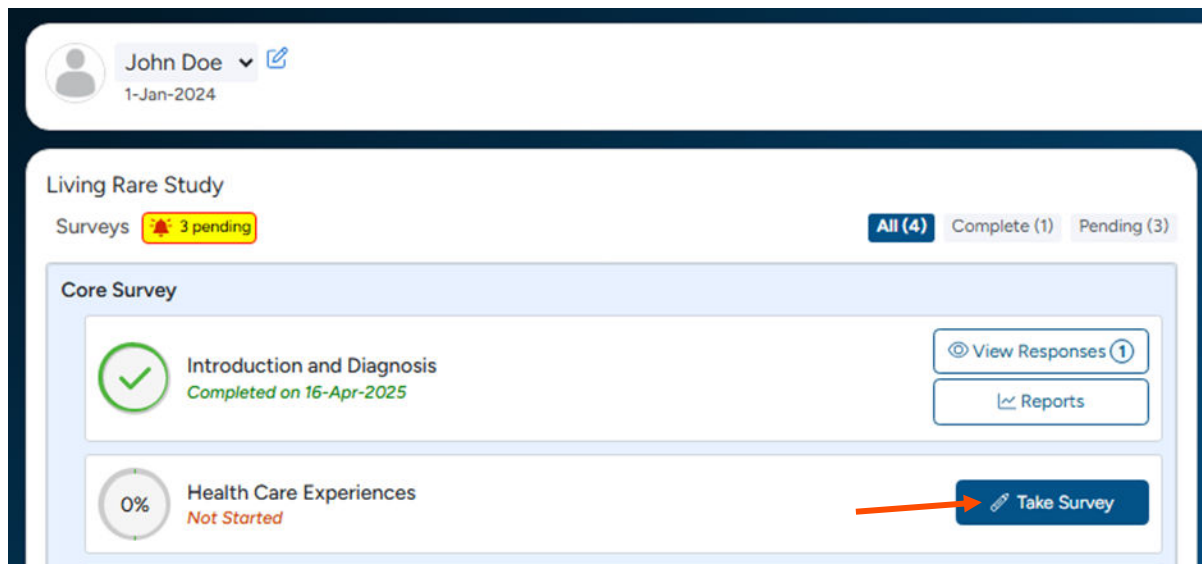 John Doe
1-Jan-2024
Living Rare Study
Surveys 3 pending All (4) Complete (1) Pending (3)
Core Survey
Introduction and Diagnosis
Completed on 16-Apr-2025
View Responses 1
Reports
0%
Health Care Experiences
Not Started
Take Survey